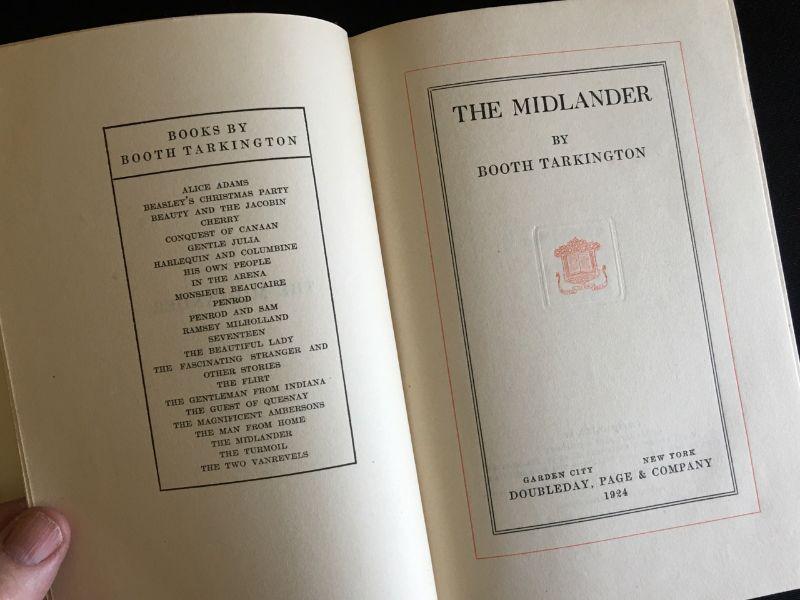 BOOKS BY
BOOTH TARKINGTON
ALICE ADAMS
BEASLEY'S CHRISTMAS PARTY
BEAUTY AND THE JACOBIN
CHERRY
CONQUEST OF CANAAN
GENTLE JULIA
HARLEQUIN AND COLUMBINE
HIS OWN PEOPLE
IN THE ARENA
MONSIEUR BEAUCAIRE
PENROD
PENROD AND SAM
RAMSEY MILHOLLAND
SEVENTEEN
THE BEAUTIFUL LADY
THE FASCINATING STRANGER AND
OTHER STORIES
THE FLIRT
THE GENTLEMAN FROM INDIANA
THE GUEST OF QUESNAY
THE MAGNIFICENT AMBERSONS
THE MAN FROM HOME
THE MIDLANDER
THE TURMOIL
THE TWO VANREVELS
THE MIDLANDER
BY
BOOTH TARKINGTON
GARDEN CITY NEW YORK
DOUBLEDAY, PAGE & COMPANY
1924